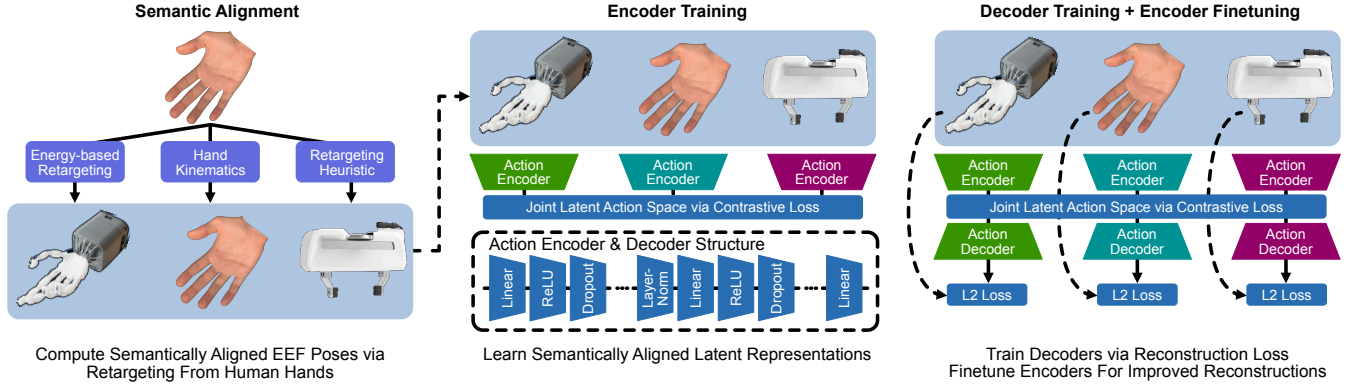 Semantic Alignment
Energy-based
Retargeting
Hand
Kinematics
Retargeting
Heuristic
Compute Semantically Aligned EEF Poses via
Retargeting From Human Hands
Encoder Training
Action
Encoder
Action
Encoder
Action
Encoder
Joint Latent Action Space via Contrastive Loss
Action Encoder & Decoder Structure
Linear
ReLU
Dropout
Layer-
Norm
Linear
ReLU
Dropout
Linear
Learn Semantically Aligned Latent Representations
Decoder Training + Encoder Finetuning
Action
Encoder
Action
Encoder
Action
Encoder
Joint Latent Action Space via Contrastive Loss
Action
Decoder
Action
Decoder
Action
Decoder
L2 Loss
L2 Loss
L2 Loss
Train Decoders via Reconstruction Loss
Finetune Encoders For Improved Reconstructions